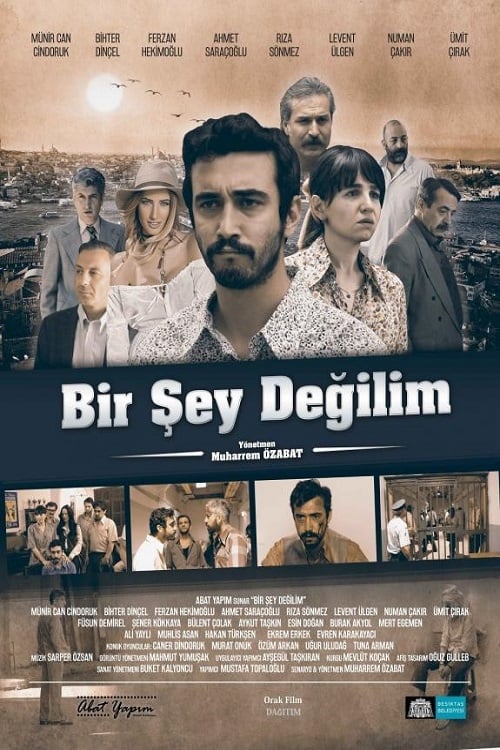 MÜNİR CAN CİNDORUK
BİHTER DİNÇEL
FERZAN HEKİMOĞLU
AHMET SARAÇOĞLU
RIZA SÖNMEZ
LEVENT ÜLGEN
NUMAN ÇAKIR
ÜMİT ÇIRAK
Bir Şey Değilim
Yönetmen
Muharrem ÖZABAT
ABAT YAPIM SUNAR "BİR ŞEY DEĞİLİM"
MÜNİR CAN CİNDORUK BİHTER DİNÇEL FERZAN HEKİMOĞLU AHMET SARAÇOĞLU RIZA SÖNMEZ LEVENT ÜLGEN NUMAN ÇAKIR ÜMİT ÇIRAK
FÜSUN DEMIREL ŞENER KÖKKAYA BÜLENT ÇOLAK AYKUT TAŞKIN ESİN DOĞAN BURAK AKYOL MERT EGEMEN
ALİ YAYLI MUHLİS ASAN HAKAN TÜRKŞEN EKREM ERKEK EVREN KARAKAYACI
KONUK OYUNCULAR: CANER CİNDORUK MURAT ONUK ÖZÜM ARKAN UĞUR ULUDAĞ TUNA ARMAN
MÜZİK SARPER ÖZSAN GÖRÜNTÜ YÖNETMENİ MAHMUT YUMUŞAK UYGULAYICI YAPIMCI AYŞEGÜL TAŞKIRAN KURGU MEVLÜT KOÇAK AFİŞ TASARIM OĞUZ GÜLLEB
SANAT YÖNETMENİ BUKET KALYONCU YAPIMCI MUSTAFA TOPALOĞLU SENARYO & YÖNETMEN MUHARREM ÖZABAT
Abat Yapım
Orak Film
DAĞITIM
BEŞİKTAŞ
BELEDİYESİ